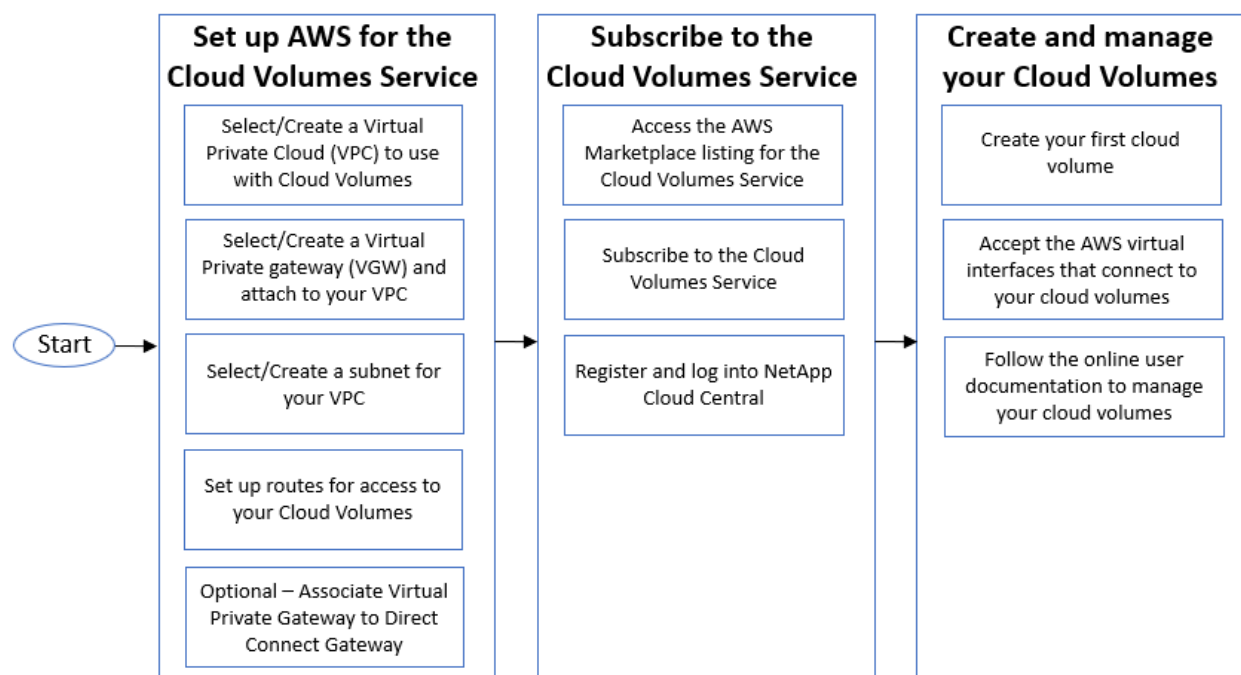 Start
Set up AWS for the
Cloud Volumes Service
Select/Create a Virtual
Private Cloud (VPC) to use
with Cloud Volumes
Select/Create a Virtual
Private gateway (VGW) and
attach to your VPC
Select/Create a subnet for
your VPC
Set up routes for access to
your Cloud Volumes
Optional – Associate Virtual
Private Gateway to Direct
Connect Gateway
Subscribe to the
Cloud Volumes Service
Access the AWS
Marketplace listing for the
Cloud Volumes Service
Subscribe to the Cloud
Volumes Service
Register and log into NetApp
Cloud Central
Create and manage
your Cloud Volumes
Create your first cloud
volume
Accept the AWS virtual
interfaces that connect to
your cloud volumes
Follow the online user
documentation to manage
your cloud volumes